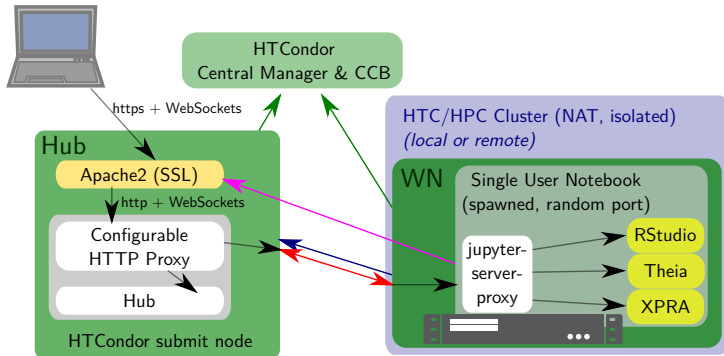 HTCondor
Central Manager & CCB
https + WebSockets
HTC/HPC Cluster (NAT, isolated)
(local or remote)
Hub
Apache2 (SSL)
http + WebSockets
Configurable
HTTP Proxy
Hub
HTCondor submit node
WN
Single User Notebook
(spawned, random port)
jupyter-
server-
proxy
RStudio
Theia
XPRA